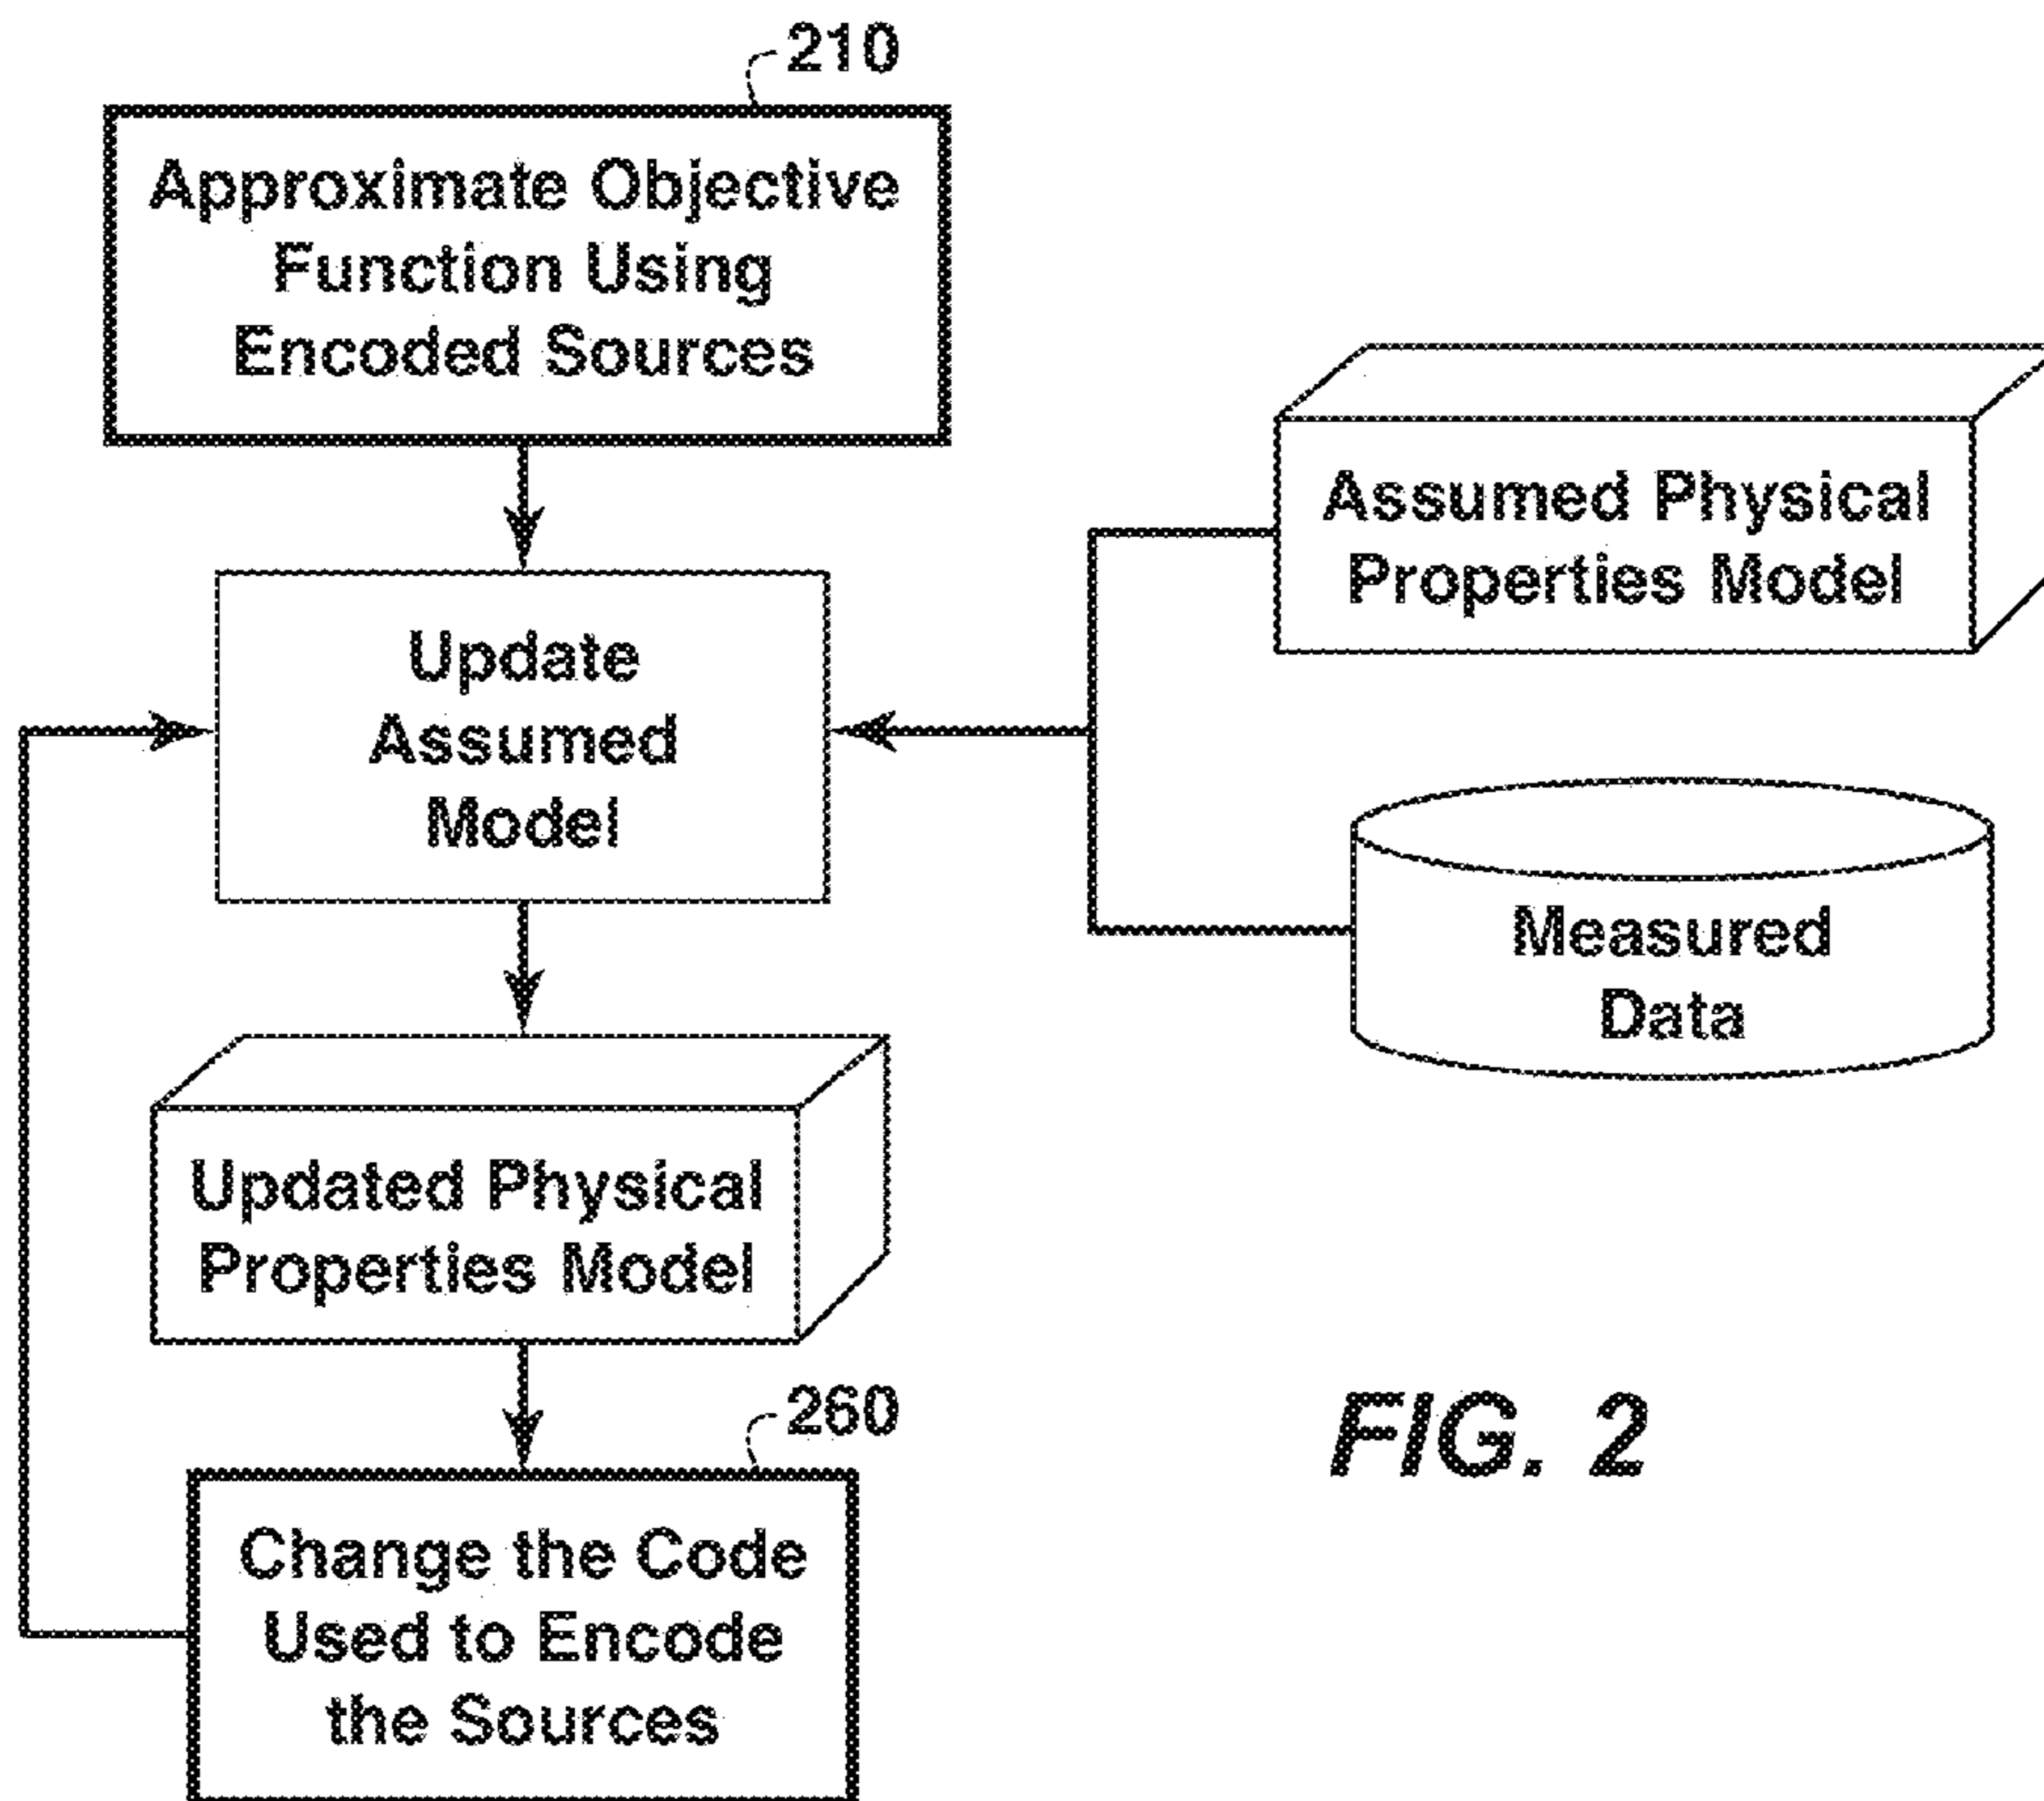 210
Approximate Objective
Function Using
Encoded Sources
Assumed Physical
Properties Model
Update
Assumed
Model
Measured
Data
Updated Physical
Properties Model
260
Change the Code
Used to Encode
the Sources
FIG. 2